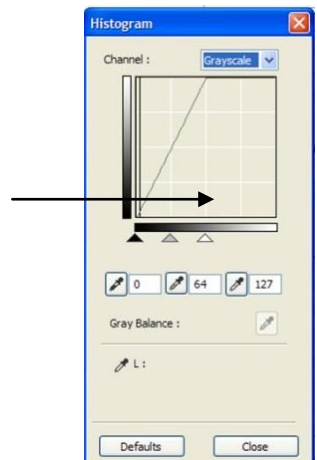 Histogram
Channel : Grayscale
0 64 127
Gray Balance :
L :
Defaults Close